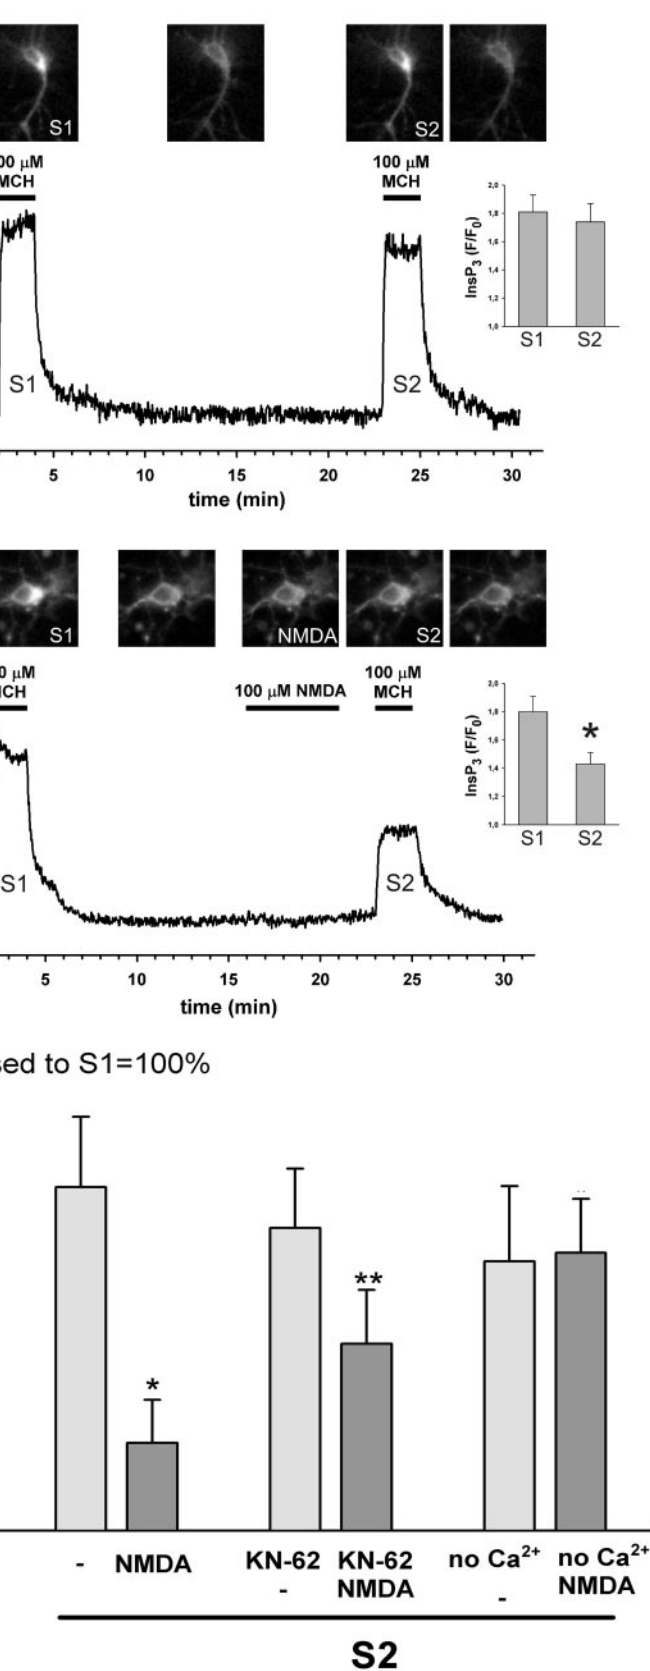 S1
S2
00 μM
MCH
100 μM
MCH
2,0
1,8
1,6
1,4
1,2
1,0
InsP3 (F/F0)
S1 S2
S1
S2
5 10 15 20 25 30
time (min)
S1
NMDA
S2
0 μM
CH
100 μM NMDA
100 μM
MCH
2,0
1,8
1,6
1,4
1,2
1,0
InsP3 (F/F0)
*
S1 S2
S1
S2
5 10 15 20 25 30
time (min)
sed to S1=100%
*
**
- NMDA KN-62 KN-62 no Ca2+ no Ca2+
- NMDA - NMDA
S2